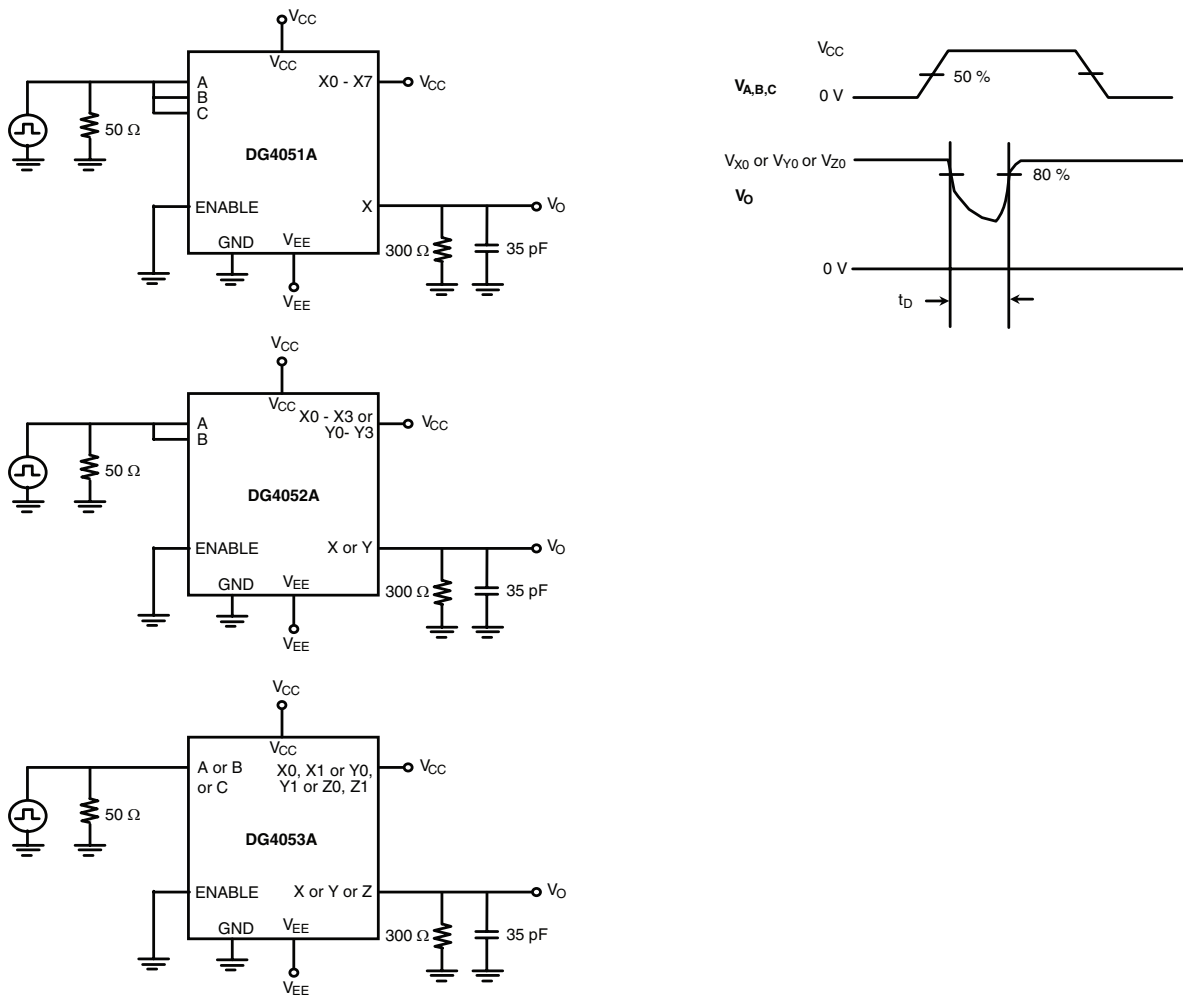 VCC
VCC
A
B
C
X0 - X7
VCC
50 Ω
DG4051A
ENABLE
X
VO
GND
VEE
300 Ω
35 pF
VEE
VCC
VCC
A
B
X0 - X3 or
Y0- Y3
VCC
50 Ω
DG4052A
ENABLE
X or Y
VO
GND
VEE
300 Ω
35 pF
VEE
VCC
VCC
A or B
or C
X0, X1 or Y0,
Y1 or Z0, Z1
VCC
50 Ω
DG4053A
ENABLE
X or Y or Z
VO
GND
VEE
300 Ω
35 pF
VEE
VCC
VA,B,C
50 %
0 V
VX0 or VY0 or VZ0
VO
80 %
0 V
tD